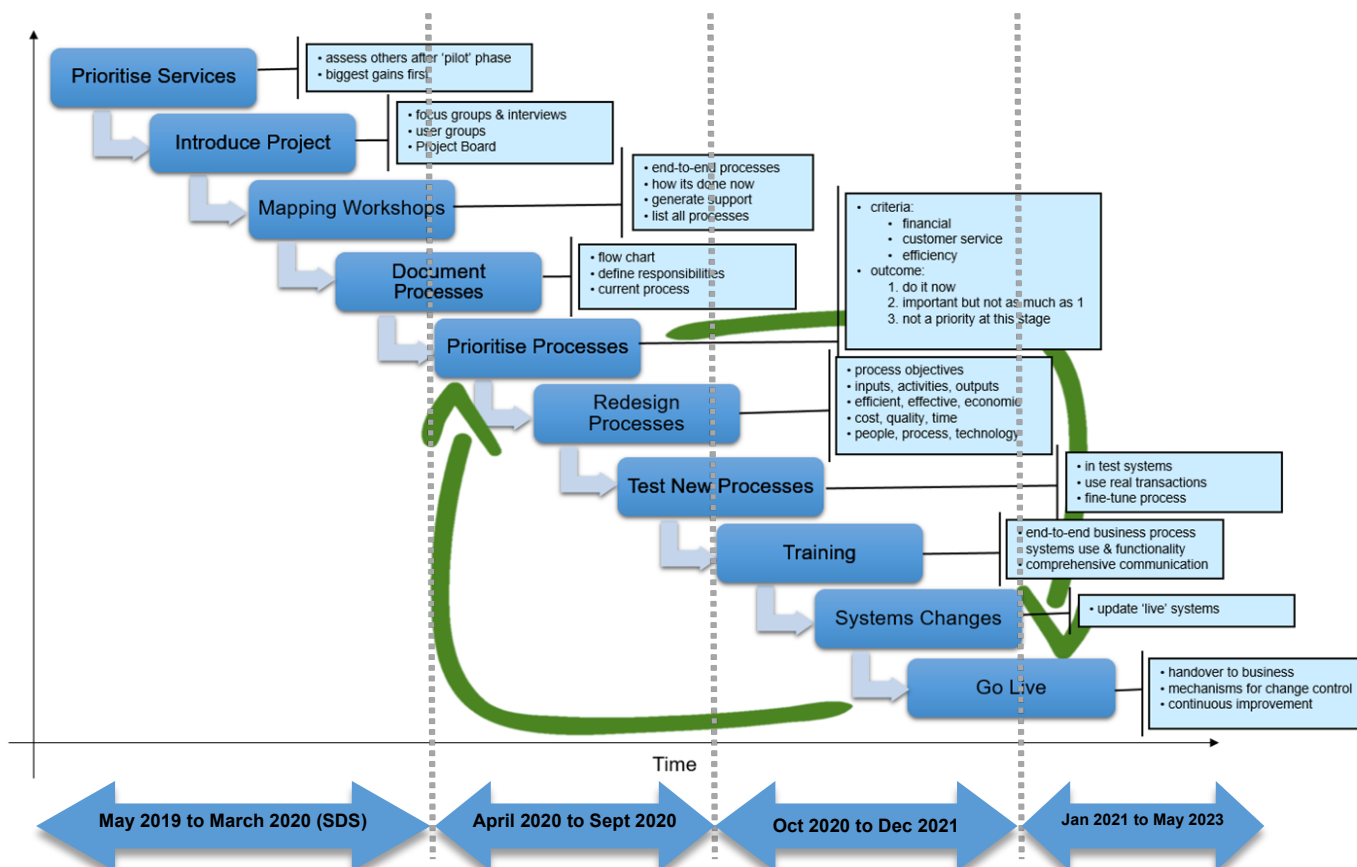 Prioritise Services
• assess others after 'pilot' phase
• biggest gains first
Introduce Project
• focus groups & interviews
• user groups
• Project Board
Mapping Workshops
• end-to-end processes
• how its done now
• generate support
• list all processes
Document
Processes
• flow chart
• define responsibilities
• current process
Prioritise Processes
• criteria:
• financial
• customer service
• efficiency
• outcome:
1. do it now
2. important but not as much as 1
3. not a priority at this stage
Redesign
Processes
• process objectives
• inputs, activities, outputs
• efficient, effective, economic
• cost, quality, time
• people, process, technology
Test New Processes
• in test systems
• use real transactions
• fine-tune process
Training
• end-to-end business process
systems use & functionality
• comprehensive communication
Systems Changes
• update 'live' systems
Go Live
• handover to business
• mechanisms for change control
• continuous improvement
Time
May 2019 to March 2020 (SDS)
April 2020 to Sept 2020
Oct 2020 to Dec 2021
Jan 2021 to May 2023